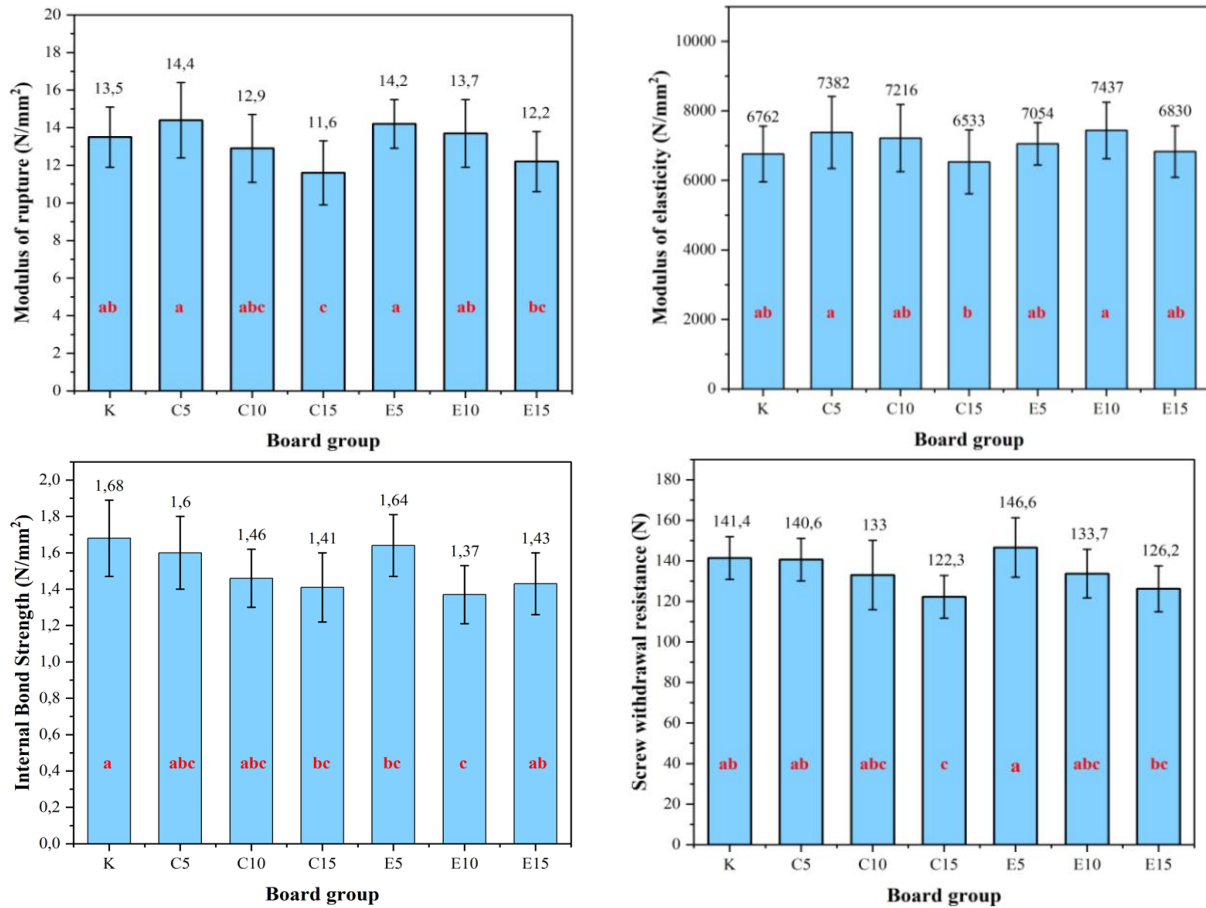 Modulus of rupture (N/mm²)
20
18
16
14
12
10
8
6
4
2
0
13,5
14,4
12,9
11,6
14,2
13,7
12,2
ab
a
abc
c
a
ab
bc
K C5 C10 C15 E5 E10 E15
Board group
Modulus of elasticity (N/mm²)
10000
8000
6000
4000
2000
0
6762
7382
7216
6533
7054
7437
6830
ab
a
ab
b
ab
a
ab
K C5 C10 C15 E5 E10 E15
Board group
Internal Bond Strength (N/mm²)
2,0
1,8
1,6
1,4
1,2
1,0
0,8
0,6
0,4
0,2
0,0
1,68
1,6
1,46
1,41
1,64
1,37
1,43
a
abc
abc
bc
bc
c
ab
K C5 C10 C15 E5 E10 E15
Board group
Screw withdrawal resistance (N)
180
160
140
120
100
80
60
40
20
0
141,4
140,6
133
122,3
146,6
133,7
126,2
ab
ab
abc
c
a
abc
bc
K C5 C10 C15 E5 E10 E15
Board group